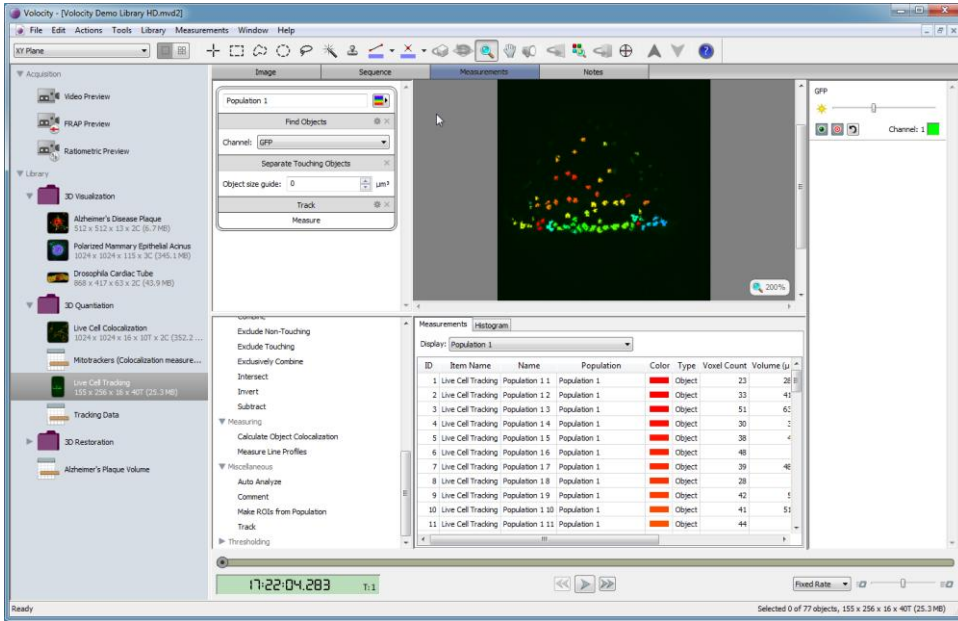 Volocity - [Volocity Demo Library HD.mvd2]
File Edit Actions Tools Library Measurements Window Help
XY Plane
Acquisition
Video Preview
FRAP Preview
Ratiometric Preview
Library
3D Visualization
Alzheimer's Disease Plaque
512 x 512 x 13 x 2C (6.7 MB)
Polarized Mammary Epithelial Acinus
1024 x 1024 x 115 x 3C (345.1 MB)
Drosophila Cardiac Tube
868 x 417 x 63 x 2C (43.9 MB)
3D Quantitation
Live Cell Colocalization
1024 x 1024 x 16 x 10T x 2C (352.2 ...
Mitotrackers (Colocalization measure...
Live Cell Tracking
155 x 256 x 16 x 40T (25.3 MB)
Tracking Data
3D Restoration
Alzheimer's Plaque Volume
Image Sequence Measurements Notes
Population 1
Find Objects
Channel: GFP
Separate Touching Objects
Object size guide: 0 µm³
Track
Measure
200%
GFP
Channel: 1
Combine
Exclude Non-Touching
Exclude Touching
Exclusively Combine
Intersect
Invert
Subtract
Measuring
Calculate Object Colocalization
Measure Line Profiles
Miscellaneous
Auto Analyze
Comment
Make ROIs from Population
Track
Thresholding
Measurements Histogram
Display: Population 1
ID Item Name Name Population Color Type Voxel Count Volume (µ
1 Live Cell Tracking Population 1 1 Population 1 Object 23 28
2 Live Cell Tracking Population 1 2 Population 1 Object 33 41
3 Live Cell Tracking Population 1 3 Population 1 Object 51 63
4 Live Cell Tracking Population 1 4 Population 1 Object 30 3
5 Live Cell Tracking Population 1 5 Population 1 Object 38 4
6 Live Cell Tracking Population 1 6 Population 1 Object 48
7 Live Cell Tracking Population 1 7 Population 1 Object 39 48
8 Live Cell Tracking Population 1 8 Population 1 Object 28
9 Live Cell Tracking Population 1 9 Population 1 Object 42 5
10 Live Cell Tracking Population 1 10 Population 1 Object 41 51
11 Live Cell Tracking Population 1 11 Population 1 Object 44
17:22:04.283 T:1
Fixed Rate
Ready
Selected 0 of 77 objects, 155 x 256 x 16 x 40T (25.3 MB)